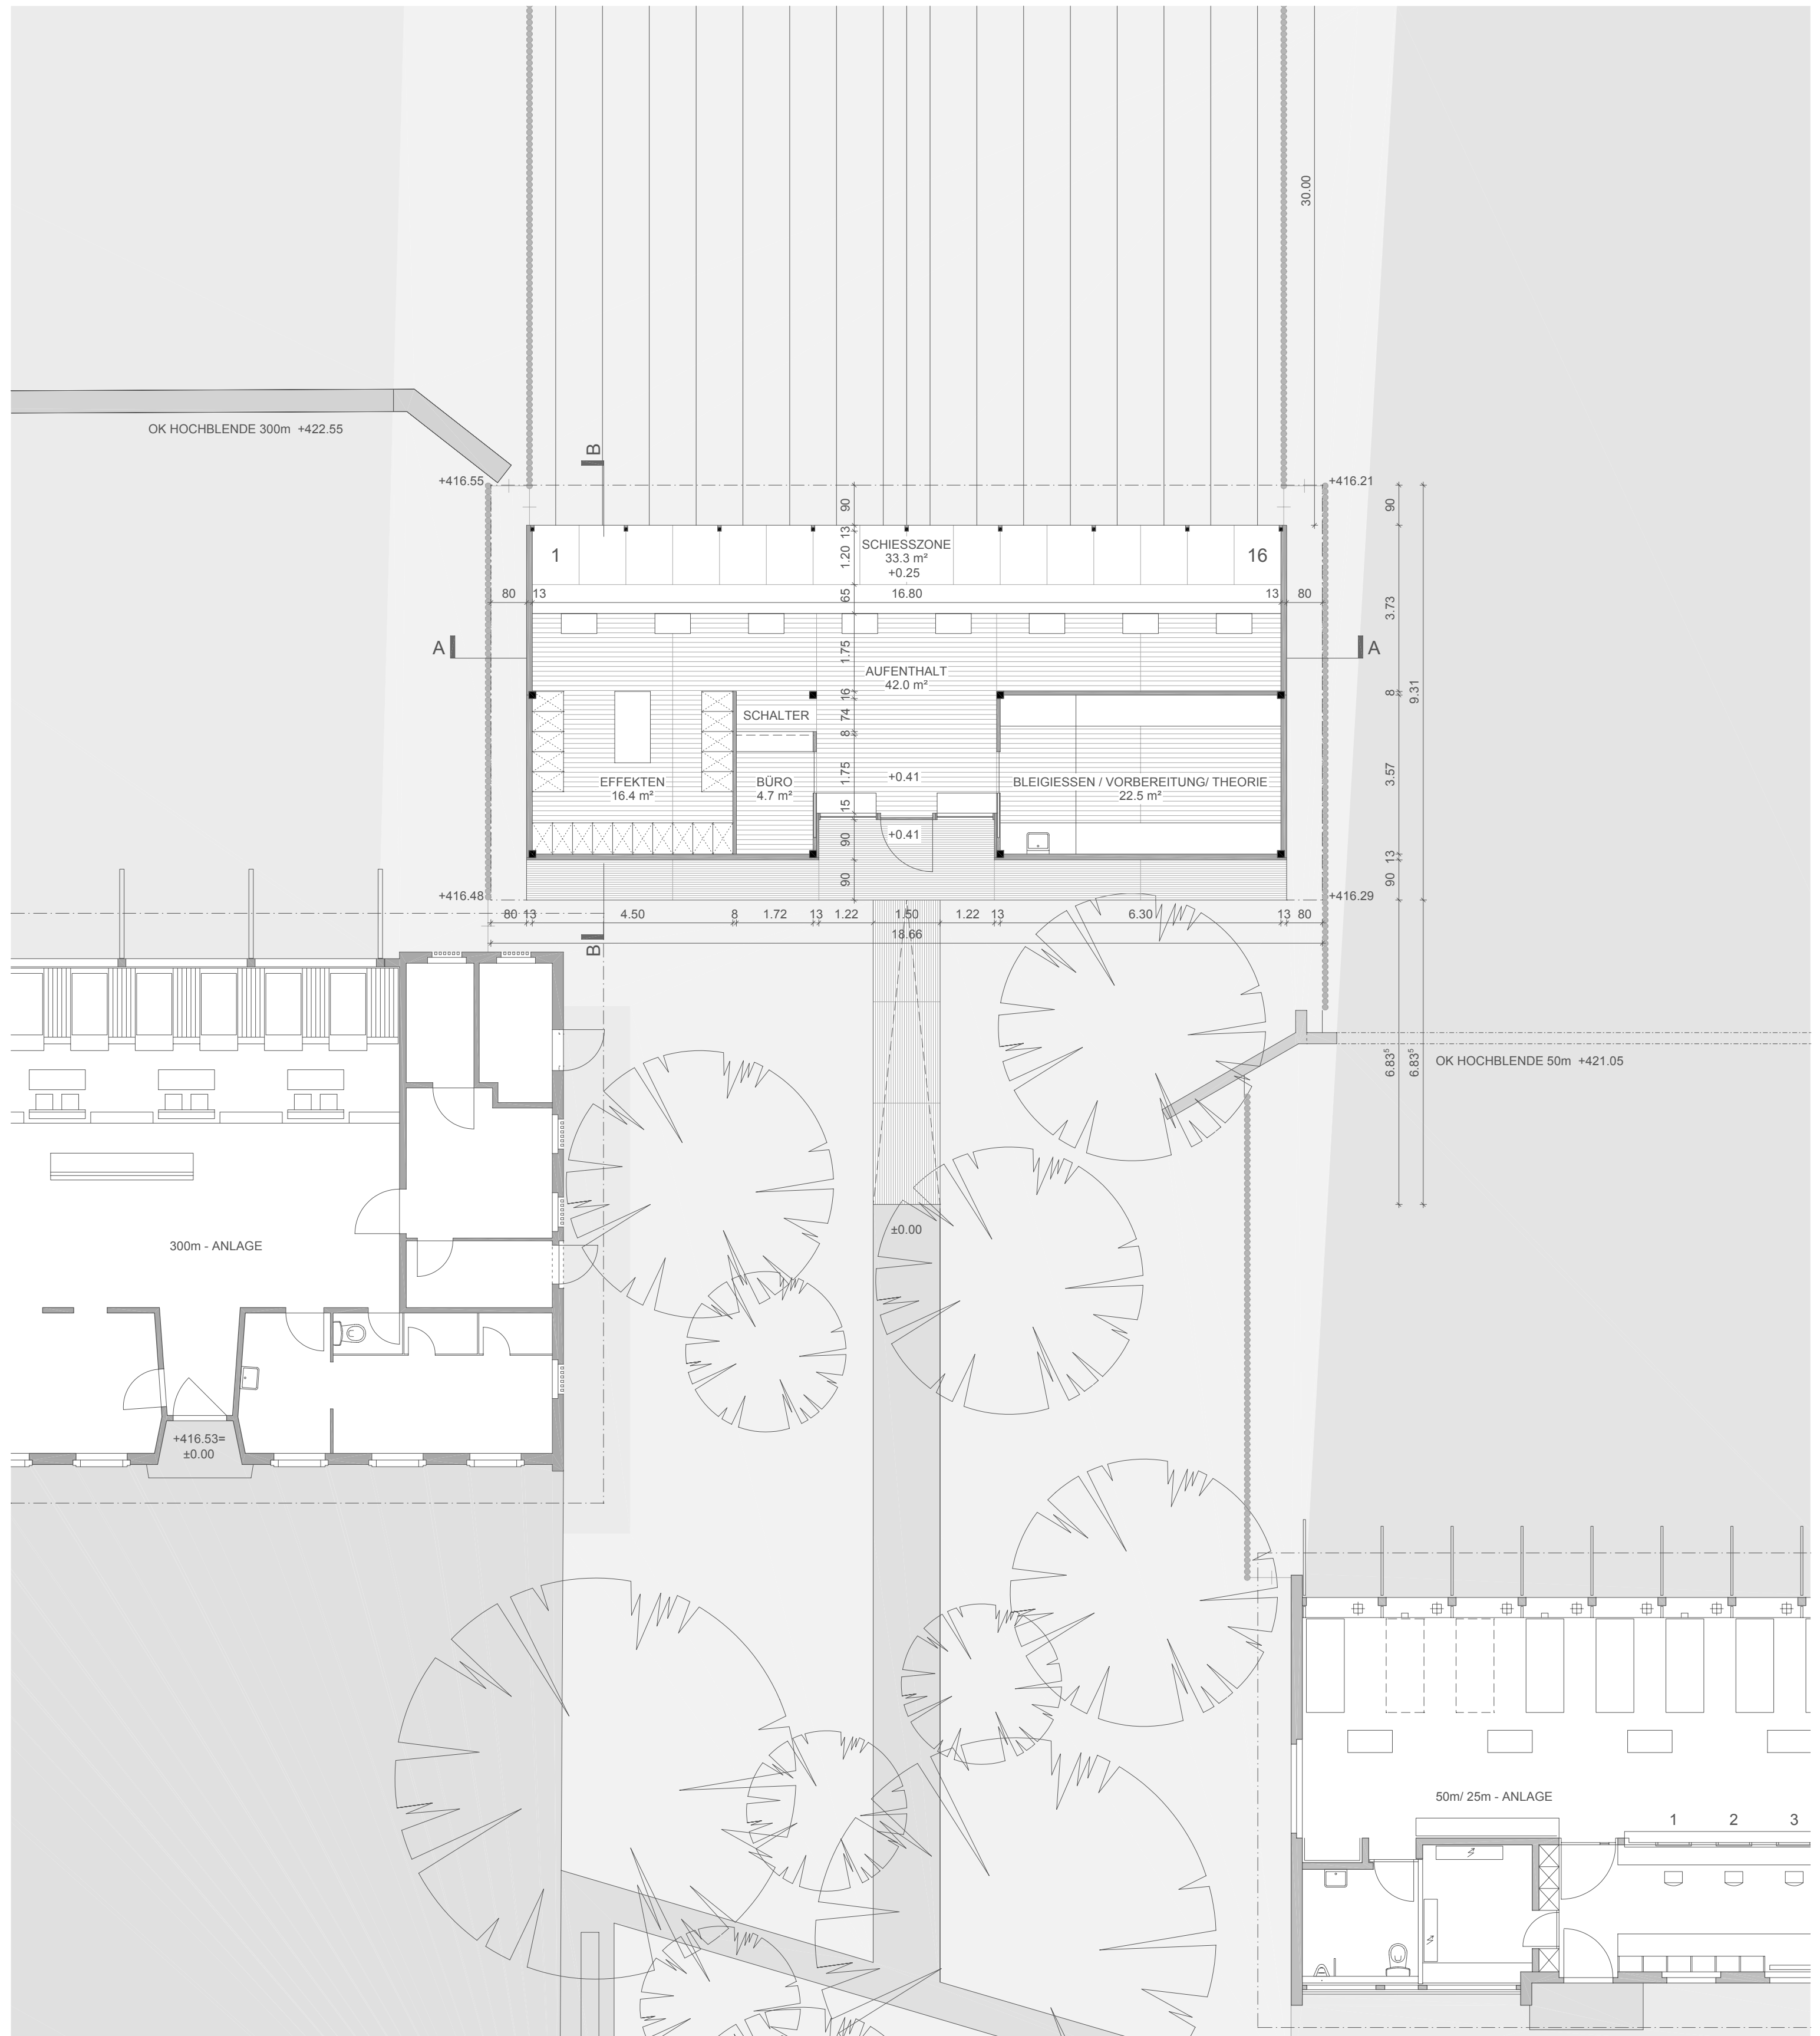 30.00
OK HOCHBLENDE 300m +422.55
B
+416.55
+416.21
90
90
13
1
SCHIESSZONE
33.3 m²
+0.25
16
1.20
80
13
65
16.80
13
80
3.73
A
A
1.75
AUFENTHALT
42.0 m²
16
8
9.31
SCHALTER
74
8
EFFEKTEN
16.4 m²
BÜRO
4.7 m²
1.75
+0.41
BLEIGIESSEN / VORBEREITUNG/ THEORIE
22.5 m²
3.57
15
90
+0.41
13
90
90
+416.48
+416.29
80
13
4.50
8
1.72
13
1.22
1.50
1.22
13
6.30
13
80
18.66
B
6.83⁵
6.83⁵
OK HOCHBLENDE 50m +421.05
±0.00
300m - ANLAGE
+416.53=
±0.00
50m/ 25m - ANLAGE
1
2
3